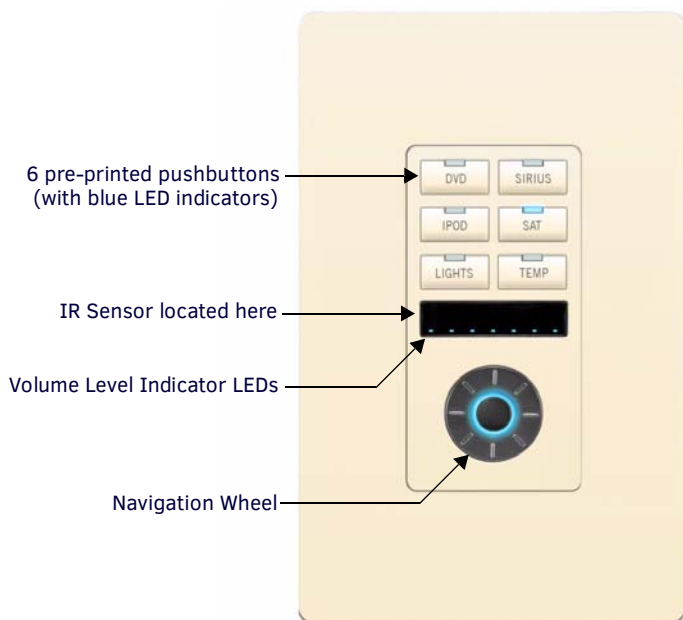 6 pre-printed pushbuttons
(with blue LED indicators)
DVD SIRIUS
IPOD SAT
LIGHTS TEMP
IR Sensor located here
Volume Level Indicator LEDs
Navigation Wheel